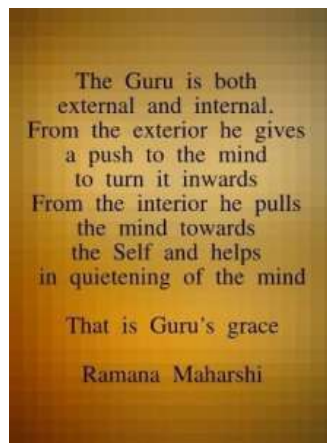 The Guru is both
external and internal.
From the exterior he gives
a push to the mind
to turn it inwards
From the interior he pulls
the mind towards
the Self and helps
in quietening of the mind
That is Guru's grace
Ramana Maharshi